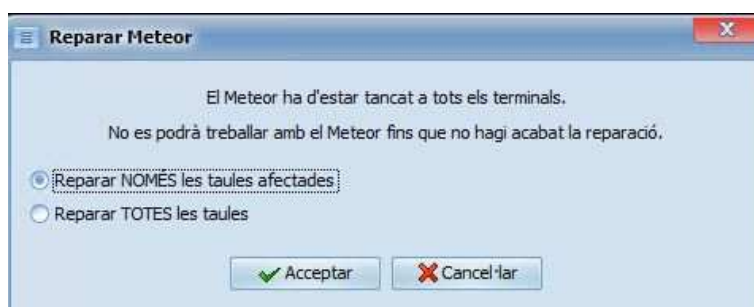 Reparar Meteor
El Meteor ha d'estar tancat a tots els terminals.
No es podrà treballar amb el Meteor fins que no hagi acabat la reparació.
Reparar NOMÉS les taules afectades
Reparar TOTES les taules
Acceptar
Cancel·lar